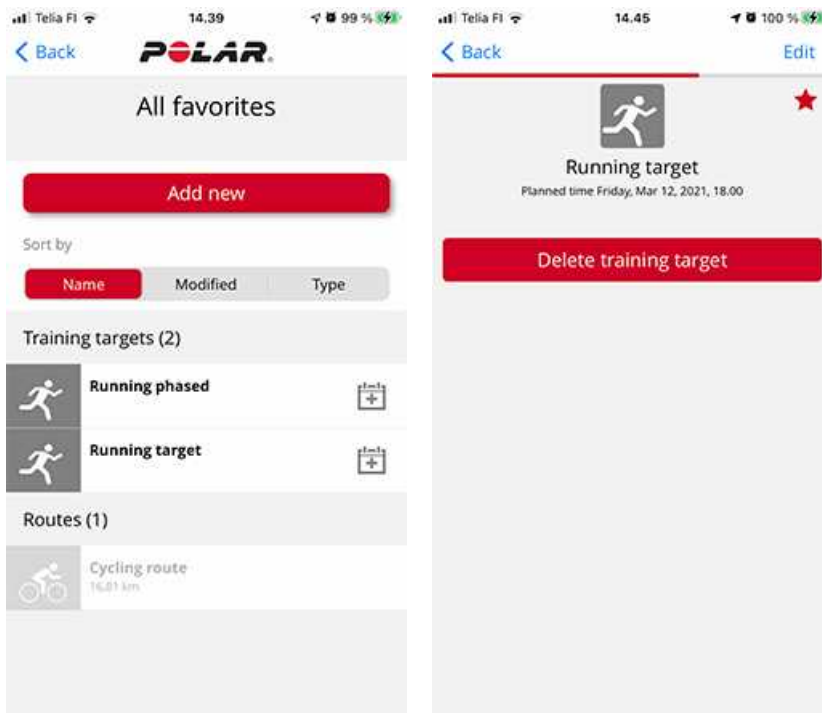 Telia FI 14.39 99 %
Back POLAR.
All favorites
Add new
Sort by
Name Modified Type
Training targets (2)
Running phased
Running target
Routes (1)
Cycling route
16,01 km
Telia FI 14.45 100 %
Back Edit
Running target
Planned time Friday, Mar 12, 2021, 18.00
Delete training target